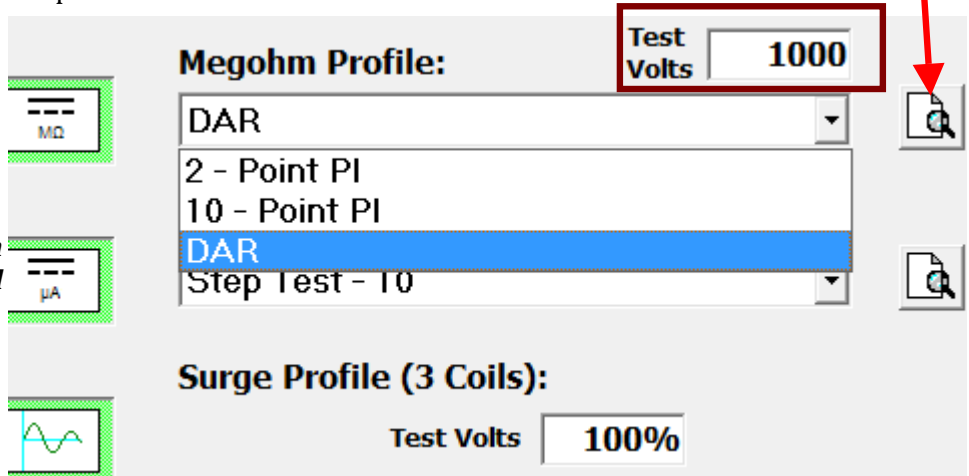 Test
Volts 1000
Megohm Profile:
MΩ
DAR
2 - Point PI
10 - Point PI
DAR
µA
Step Test - 10
Surge Profile (3 Coils):
Test Volts 100%